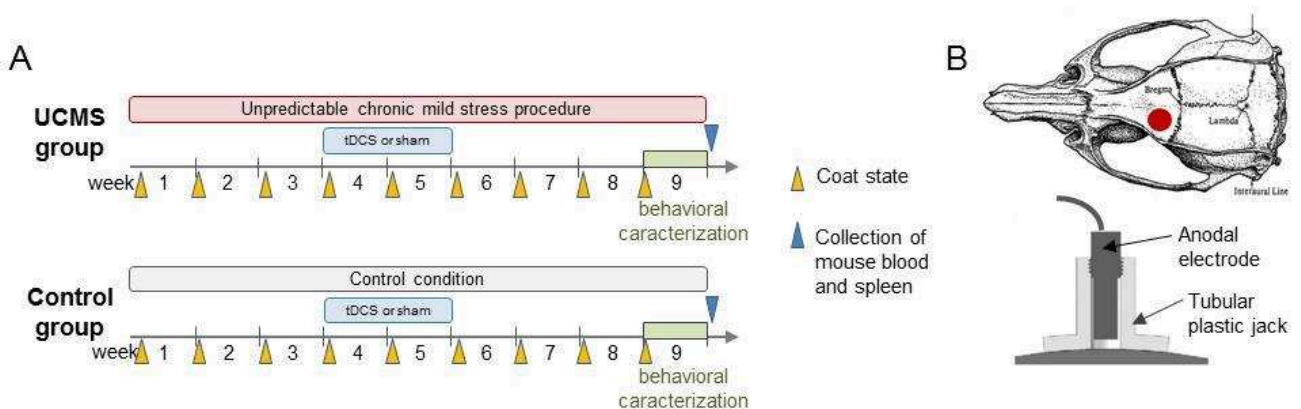 A
UCMS
group
Unpredictable chronic mild stress procedure
tDCS or sham
week 1 2 3 4 5 6 7 8 9
behavioral
caracterization
Control
group
Control condition
tDCS or sham
week 1 2 3 4 5 6 7 8 9
behavioral
caracterization
Coat state
Collection of
mouse blood
and spleen
B
Bregma
Lambda
Interaural Line
Anodal
electrode
Tubular
plastic jack